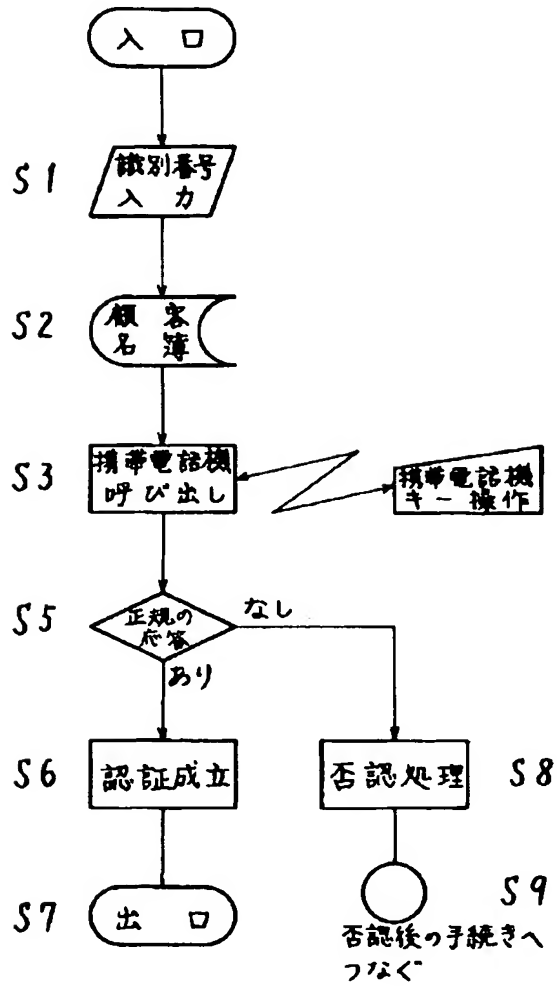 入 口
S1
識別番号
入 力
S2
顧 客
名 簿
S3
携帯電話機
呼び出し
携帯電話機
キー操作
S5
正規の
応答
なし
あり
S6
認証成立
否認処理
S8
S7
出 口
S9
否認後の手続きへ
つなぐ